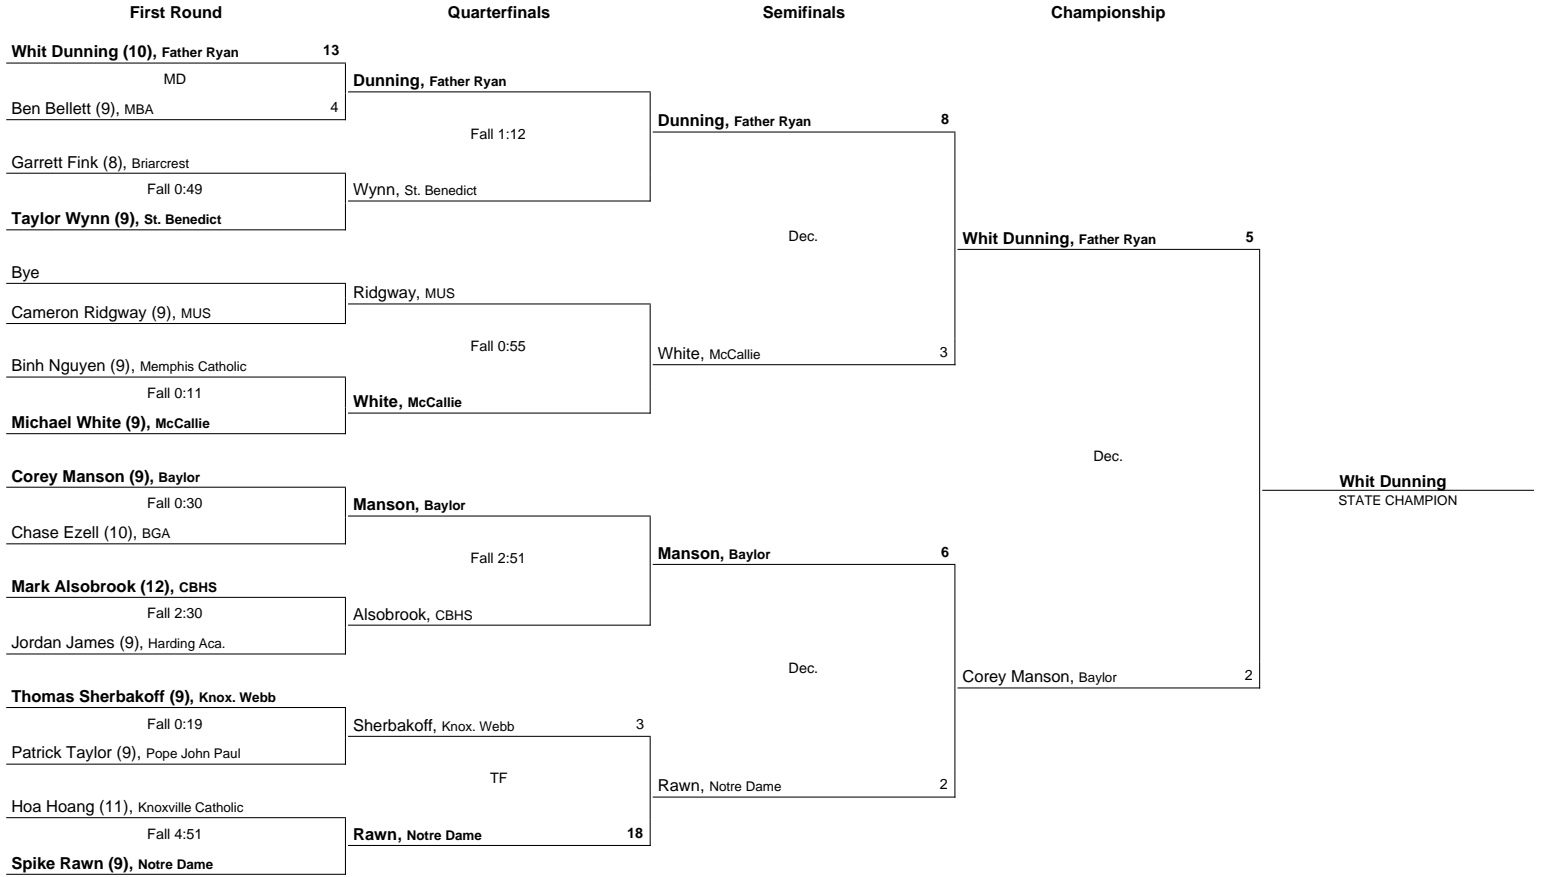 First Round
Quarterfinals
Semifinals
Championship
Whit Dunning (10), Father Ryan 13
MD
Ben Bellett (9), MBA 4
Garrett Fink (8), Briarcrest
Fall 0:49
Taylor Wynn (9), St. Benedict
Bye
Cameron Ridgway (9), MUS
Binh Nguyen (9), Memphis Catholic
Fall 0:11
Michael White (9), McCallie
Corey Manson (9), Baylor
Fall 0:30
Chase Ezell (10), BGA
Mark Alsobrook (12), CBHS
Fall 2:30
Jordan James (9), Harding Aca.
Thomas Sherbakoff (9), Knox. Webb
Fall 0:19
Patrick Taylor (9), Pope John Paul
Hoa Hoang (11), Knoxville Catholic
Fall 4:51
Spike Rawn (9), Notre Dame
Dunning, Father Ryan
Fall 1:12
Wynn, St. Benedict
Ridgway, MUS
Fall 0:55
White, McCallie
Manson, Baylor
Fall 2:51
Alsobrook, CBHS
Sherbakoff, Knox. Webb 3
TF
Rawn, Notre Dame 18
Dunning, Father Ryan 8
Dec.
White, McCallie 3
Manson, Baylor 6
Dec.
Rawn, Notre Dame 2
Whit Dunning, Father Ryan 5
Dec.
Corey Manson, Baylor 2
Whit Dunning
STATE CHAMPION